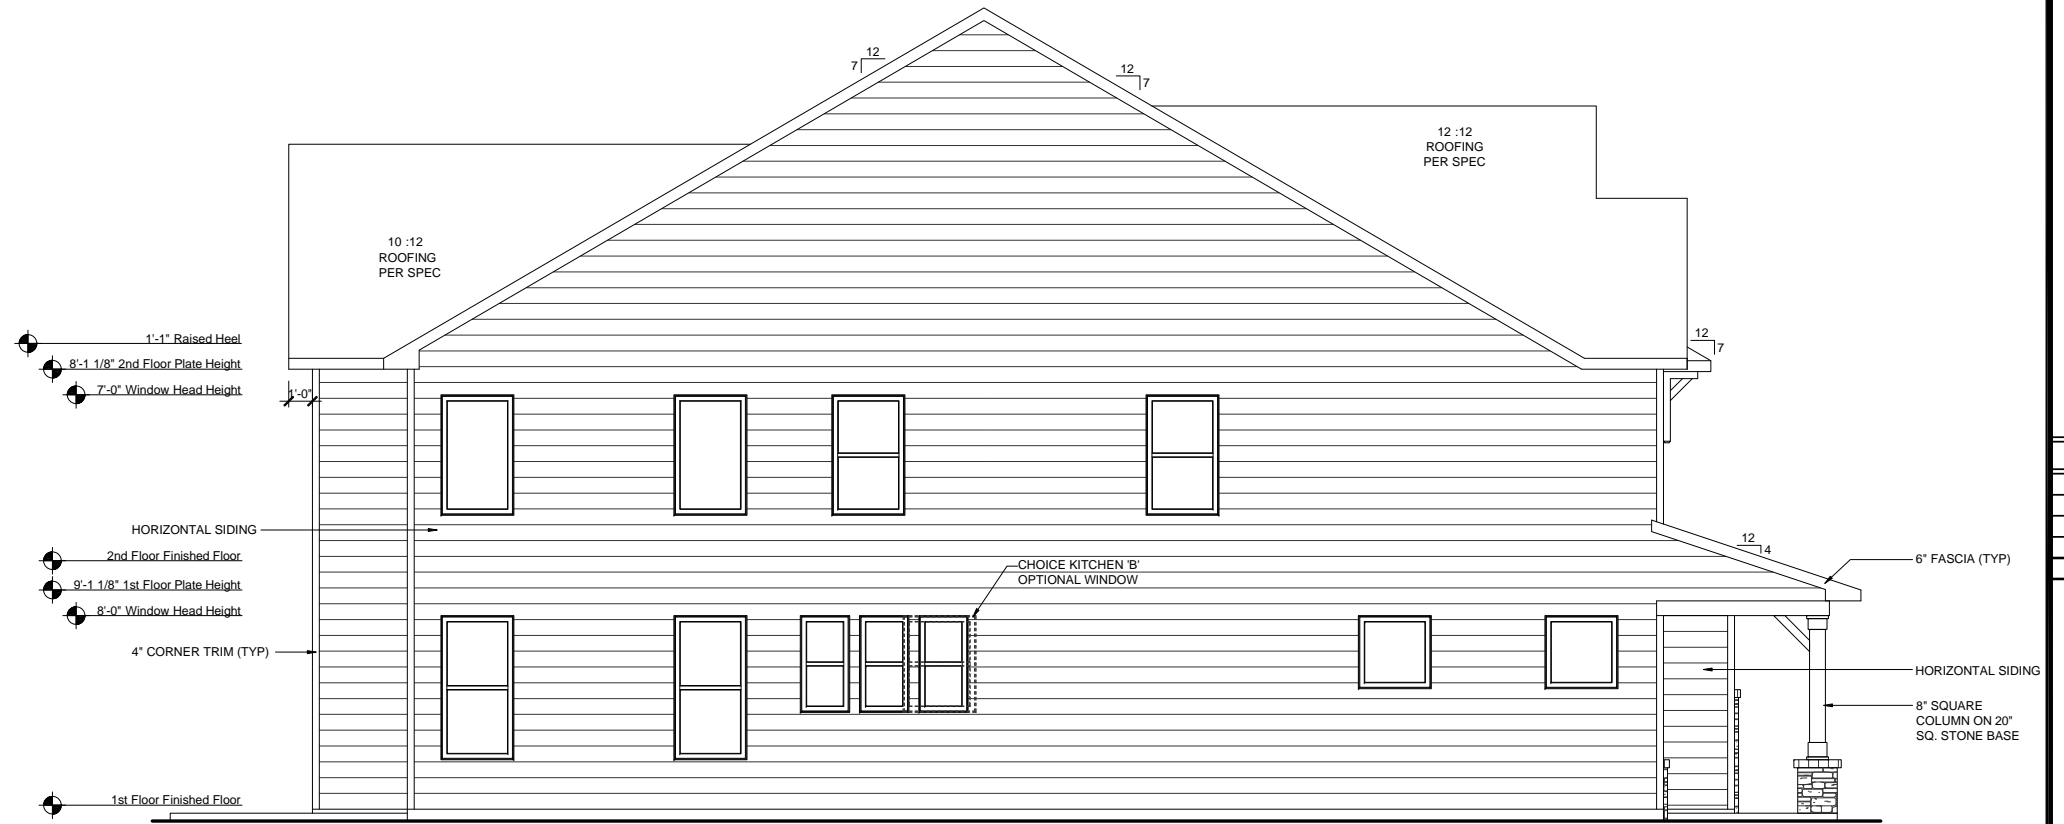 12
7
12
7
12 :12
ROOFING
PER SPEC
10 :12
ROOFING
PER SPEC
1'-1" Raised Heel
12
7
8'-1 1/8" 2nd Floor Plate Height
7'-0" Window Head Height
1'-0"
HORIZONTAL SIDING
12
4
2nd Floor Finished Floor
6" FASCIA (TYP)
CHOICE KITCHEN 'B'
OPTIONAL WINDOW
9'-1 1/8" 1st Floor Plate Height
8'-0" Window Head Height
4" CORNER TRIM (TYP)
HORIZONTAL SIDING
8" SQUARE
COLUMN ON 20"
SQ. STONE BASE
1st Floor Finished Floor